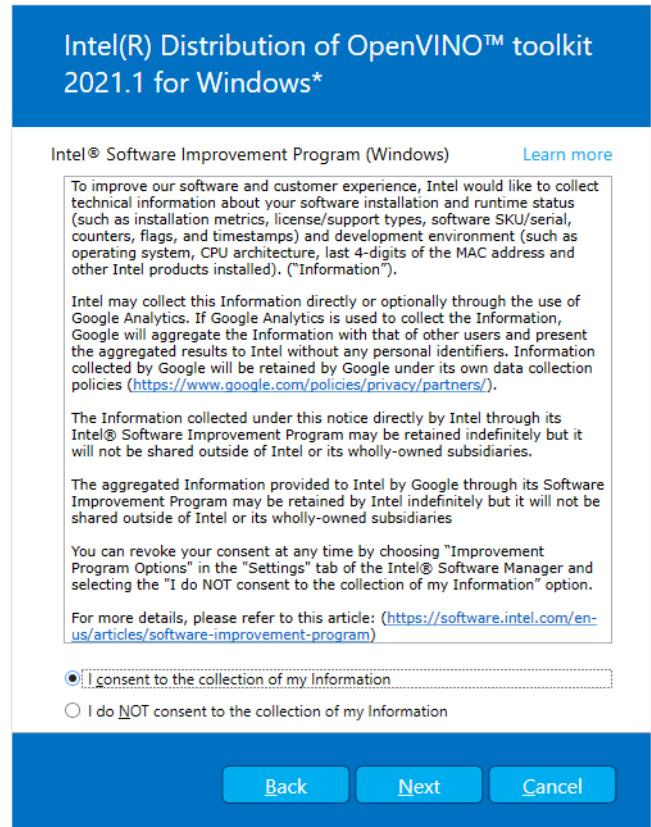 Intel(R) Distribution of OpenVINO™ toolkit
2021.1 for Windows*
Intel® Software Improvement Program (Windows) Learn more
To improve our software and customer experience, Intel would like to collect
technical information about your software installation and runtime status
(such as installation metrics, license/support types, software SKU/serial,
counters, flags, and timestamps) and development environment (such as
operating system, CPU architecture, last 4-digits of the MAC address and
other Intel products installed). ("Information").
Intel may collect this Information directly or optionally through the use of
Google Analytics. If Google Analytics is used to collect the Information,
Google will aggregate the Information with that of other users and present
the aggregated results to Intel without any personal identifiers. Information
collected by Google will be retained by Google under its own data collection
policies (https://www.google.com/policies/privacy/partners/).
The Information collected under this notice directly by Intel through its
Intel® Software Improvement Program may be retained indefinitely but it
will not be shared outside of Intel or its wholly-owned subsidiaries.
The aggregated Information provided to Intel by Google through its Software
Improvement Program may be retained by Intel indefinitely but it will not be
shared outside of Intel or its wholly-owned subsidiaries
You can revoke your consent at any time by choosing "Improvement
Program Options" in the "Settings" tab of the Intel® Software Manager and
selecting the "I do NOT consent to the collection of my Information" option.
For more details, please refer to this article: (https://software.intel.com/en-
us/articles/software-improvement-program)
I consent to the collection of my Information
I do NOT consent to the collection of my Information
Back Next Cancel